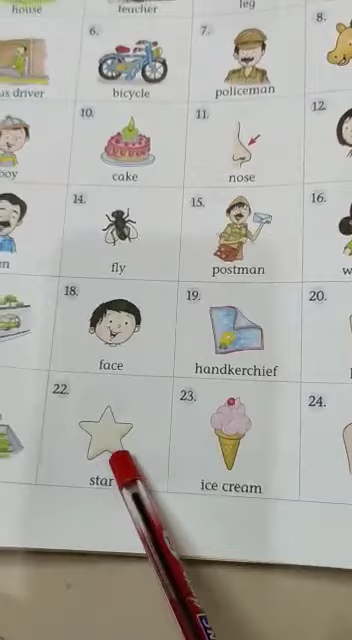 house teacher leg
6. 7. 8.
us driver bicycle policeman
10. 11. 12.
boy cake nose
14. 15. 16.
n fly postman w
18. 19. 20.
face handkerchief
22. 23. 24.
star ice cream